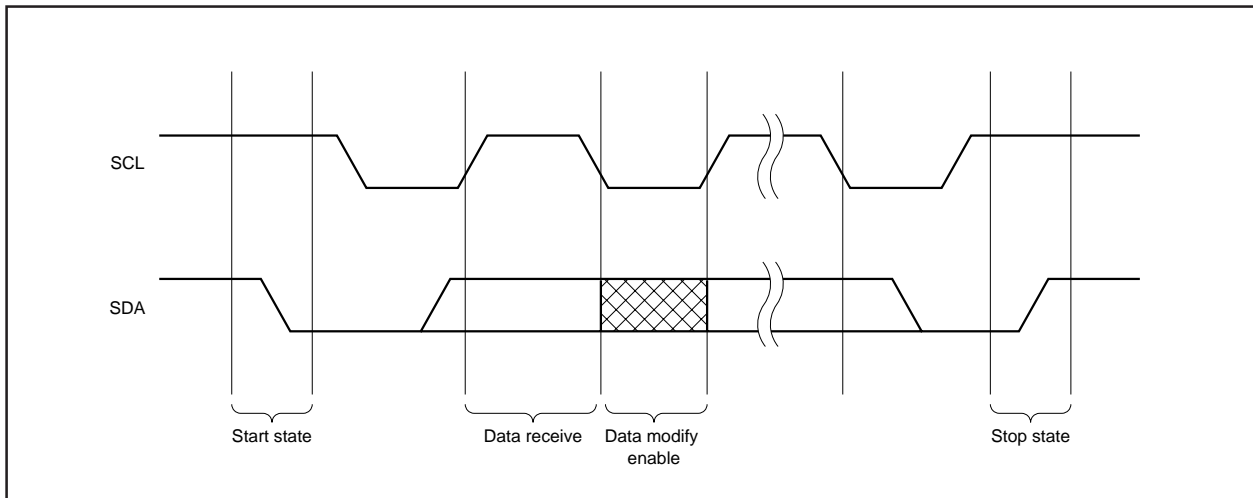 SCL
SDA
Start state
Data receive
Data modify
enable
Stop state